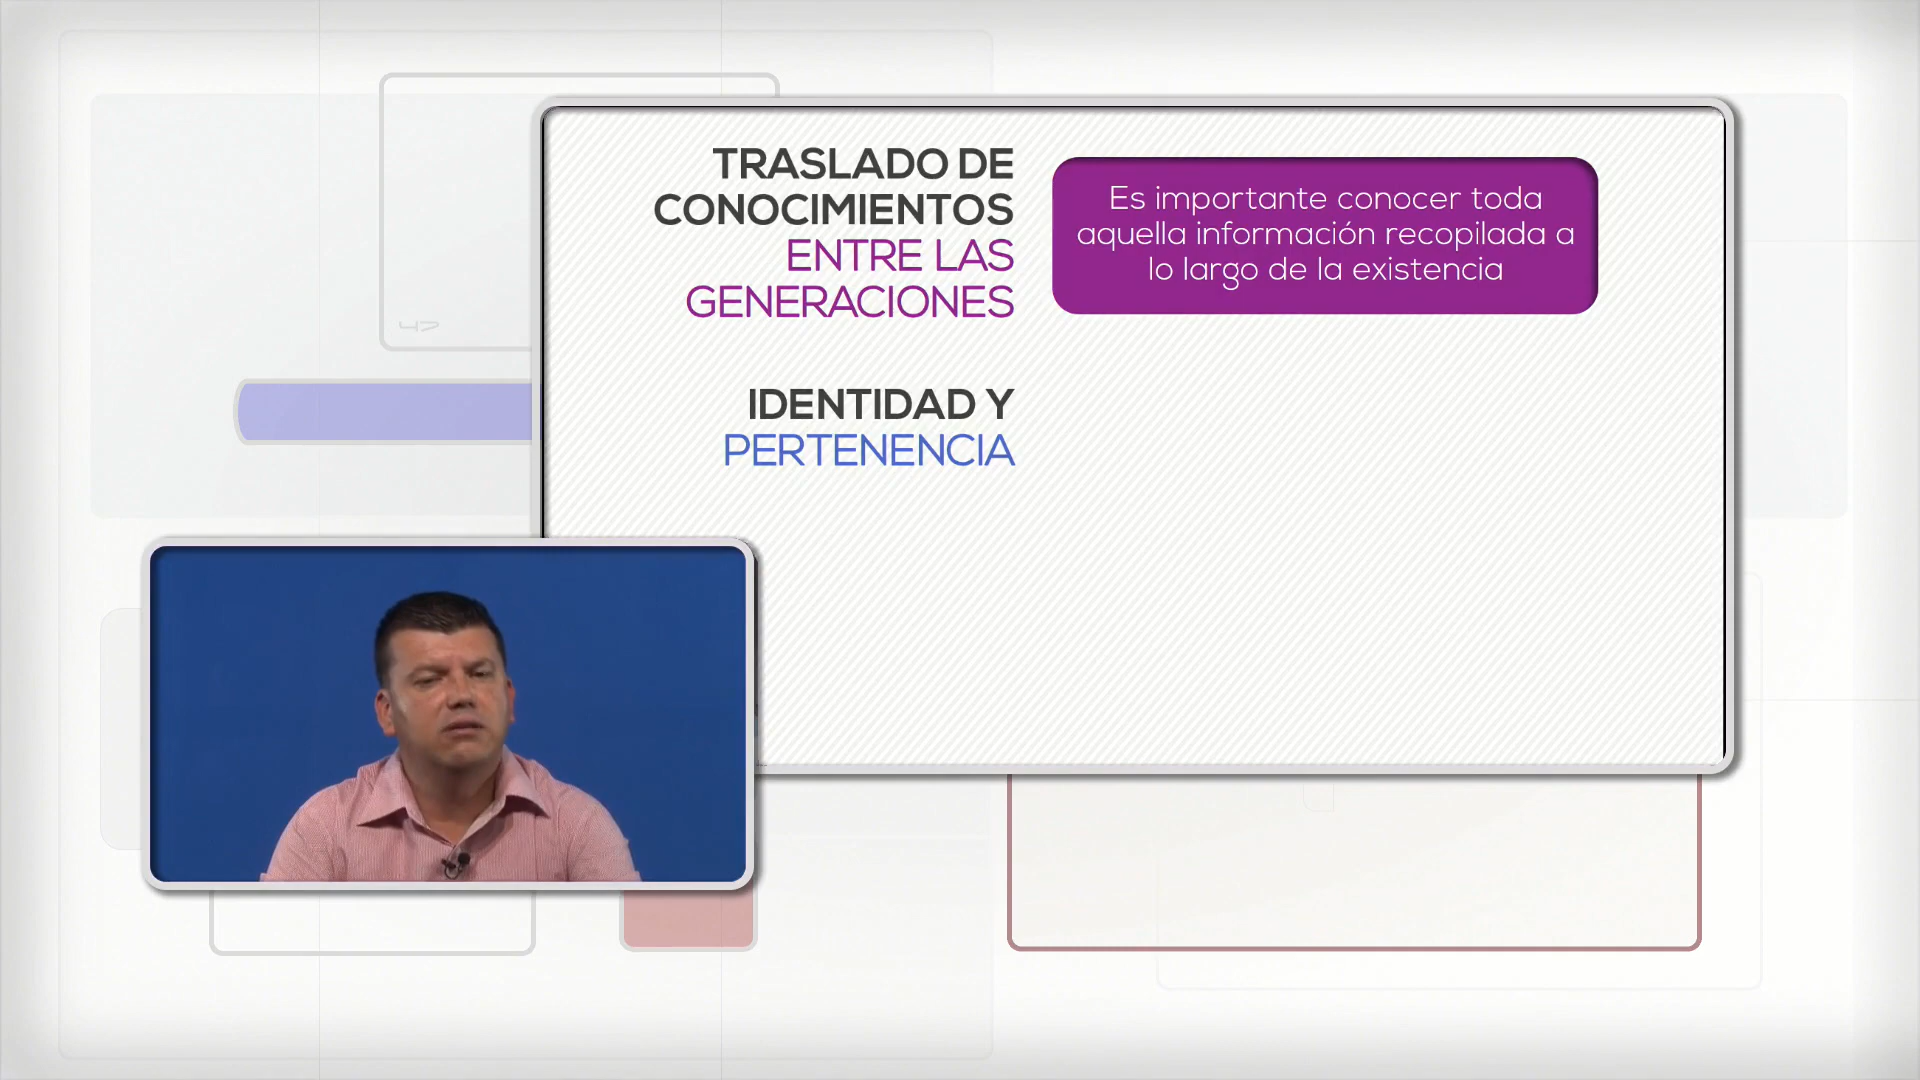 TRASLADO DE
CONOCIMIENTOS
ENTRE LAS
GENERACIONES
Es importante conocer toda
aquella información recopilada a
lo largo de la existencia
IDENTIDAD Y
PERTENENCIA